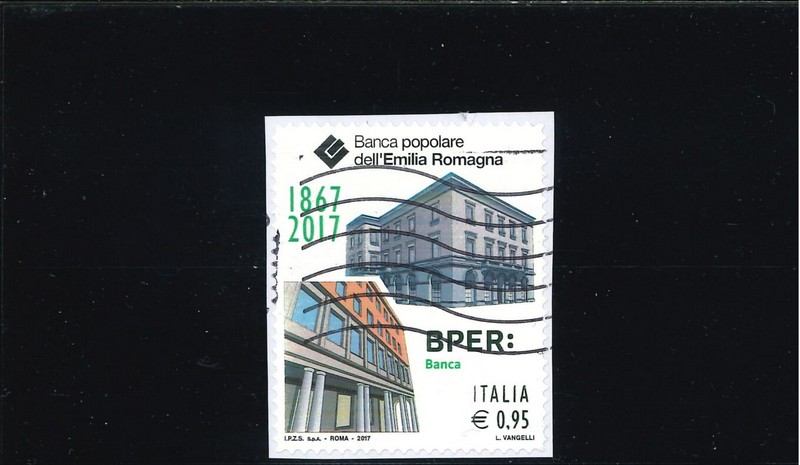 Banca popolare
dell'Emilia Romagna
1867
2017
BPER:
Banca
ITALIA
€ 0,95
I.P.Z.S. S.p.A. - ROMA - 2017
L. VANGELLI